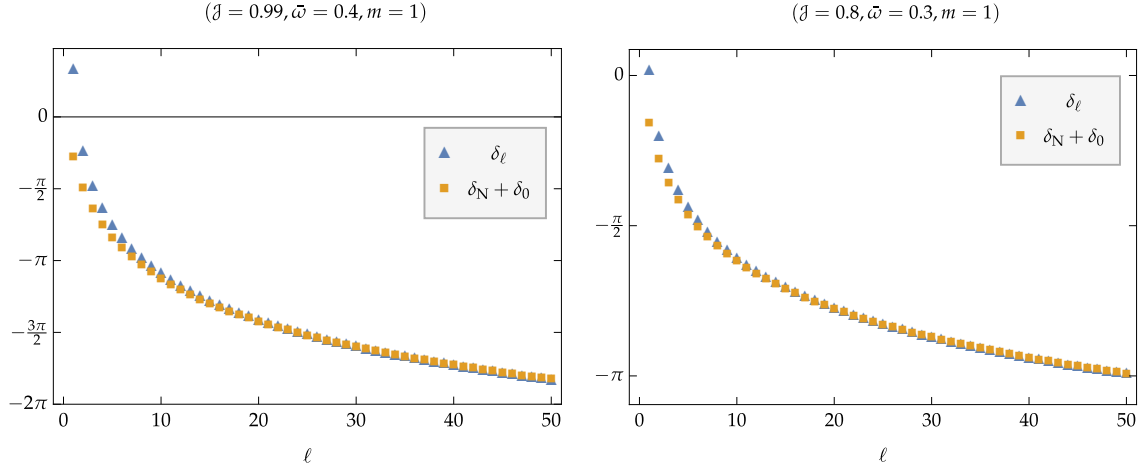 (𝒥 = 0.99, ω̄ = 0.4, m = 1)
0
−π/2
−π
−3π/2
−2π
0 10 20 30 40 50
ℓ
δℓ
δN + δ0
(𝒥 = 0.8, ω̄ = 0.3, m = 1)
0
−π/2
−π
0 10 20 30 40 50
ℓ
δℓ
δN + δ0